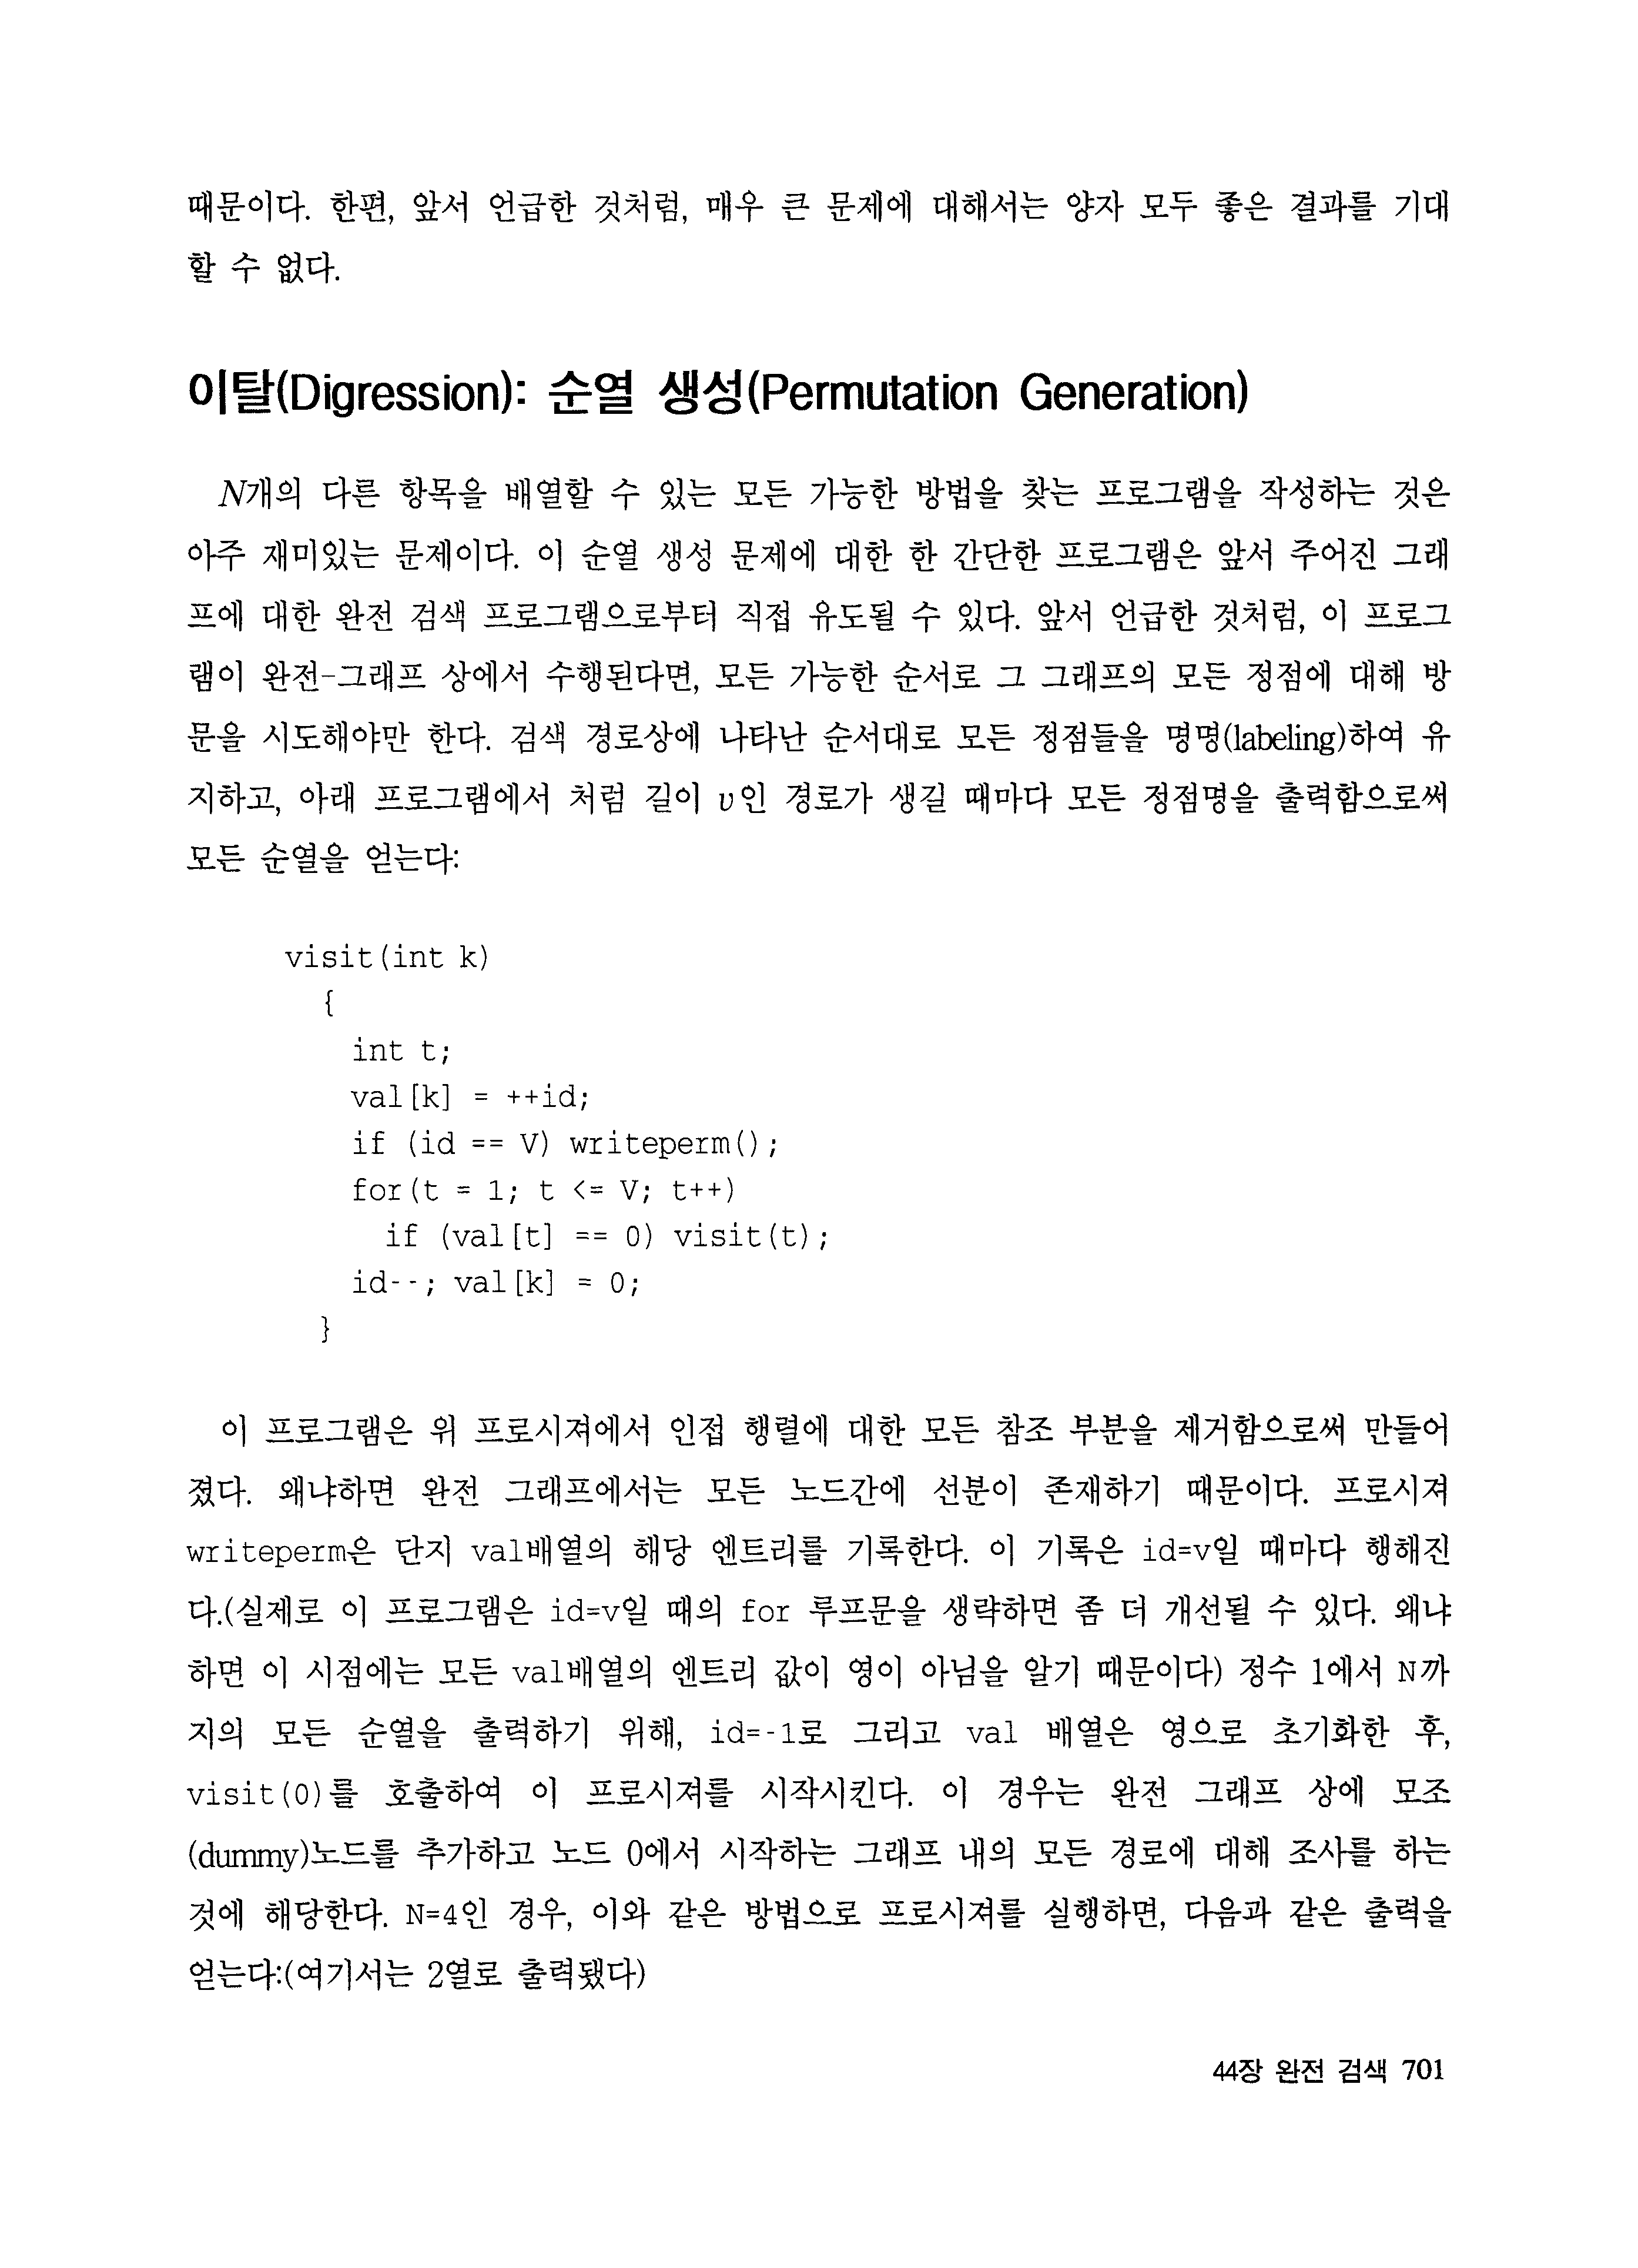 때문이다. 한편, 앞서 언급한 것처럼, 매우 큰 문제에 대해서는 양자 모두 좋은 결과를 기대
할 수 없다.
이탈(Digression): 순열 생성(Permutation Generation)
N개의 다른 항목을 배열할 수 있는 모든 가능한 방법을 찾는 프로그램을 작성하는 것은
아주 재미있는 문제이다. 이 순열 생성 문제에 대한 한 간단한 프로그램은 앞서 주어진 그래
프에 대한 완전 검색 프로그램으로부터 직접 유도될 수 있다. 앞서 언급한 것처럼, 이 프로그
램이 완전-그래프 상에서 수행된다면, 모든 가능한 순서로 그 그래프의 모든 정점에 대해 방
문을 시도해야만 한다. 검색 경로상에 나타난 순서대로 모든 정점들을 명명(labeling)하여 유
지하고, 아래 프로그램에서 처럼 길이 v인 경로가 생길 때마다 모든 정점명을 출력함으로써
모든 순열을 얻는다:
visit(int k)
{
int t;
val[k] = ++id;
if (id == V) writeperm();
for(t = 1; t <= V; t++)
if (val[t] == 0) visit(t);
id--; val[k] = 0;
}
이 프로그램은 위 프로시져에서 인접 행렬에 대한 모든 참조 부분을 제거함으로써 만들어
졌다. 왜냐하면 완전 그래프에서는 모든 노드간에 선분이 존재하기 때문이다. 프로시져
writeperm은 단지 val배열의 해당 엔트리를 기록한다. 이 기록은 id=v일 때마다 행해진
다.(실제로 이 프로그램은 id=v일 때의 for 루프문을 생략하면 좀 더 개선될 수 있다. 왜냐
하면 이 시점에는 모든 val배열의 엔트리 값이 영이 아님을 알기 때문이다) 정수 1에서 N까
지의 모든 순열을 출력하기 위해, id=-1로 그리고 val 배열은 영으로 초기화한 후,
visit(0)를 호출하여 이 프로시져를 시작시킨다. 이 경우는 완전 그래프 상에 모조
(dummy)노드를 추가하고 노드 0에서 시작하는 그래프 내의 모든 경로에 대해 조사를 하는
것에 해당한다. N=4인 경우, 이와 같은 방법으로 프로시져를 실행하면, 다음과 같은 출력을
얻는다:(여기서는 2열로 출력됐다)
44장 완전 검색 701